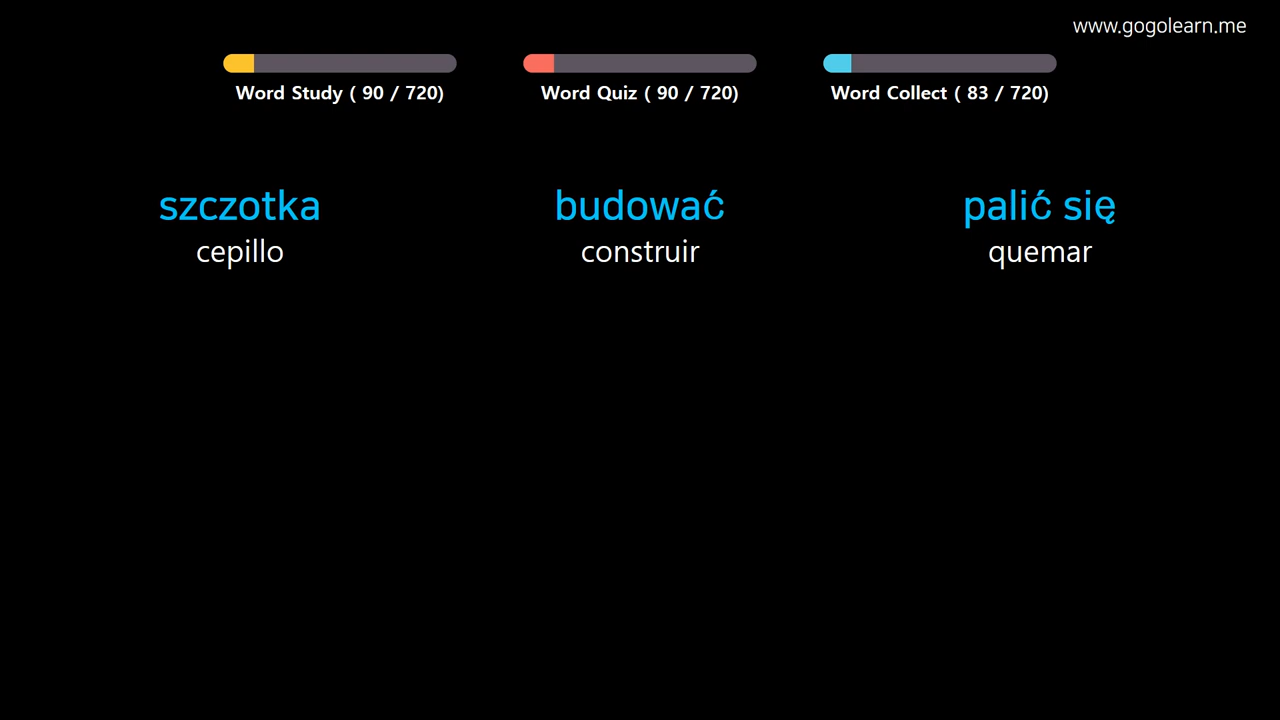 www.gogolearn.me
Word Study ( 90 / 720)
Word Quiz ( 90 / 720)
Word Collect ( 83 / 720)
szczotka
cepillo
budować
construir
palić się
quemar